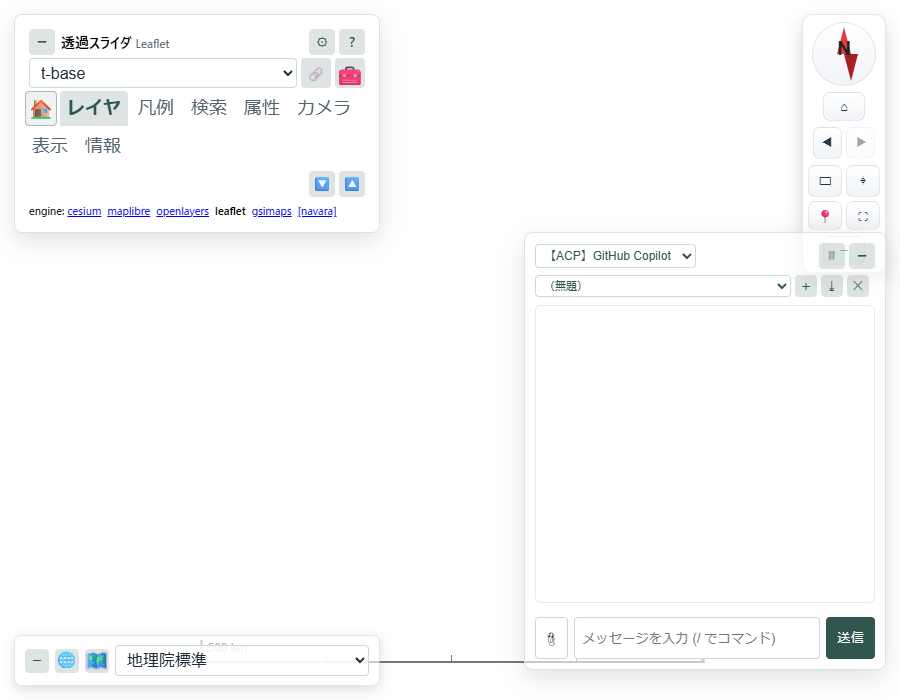 透過スライダ Leaflet ?
t-base
レイヤ 凡例 検索 属性 カメラ
表示 情報
engine: cesium maplibre openlayers leaflet gsimaps [navara]
N
【ACP】GitHub Copilot
（無題）
メッセージを入力 (/ でコマンド)
送信
500 km
地理院標準